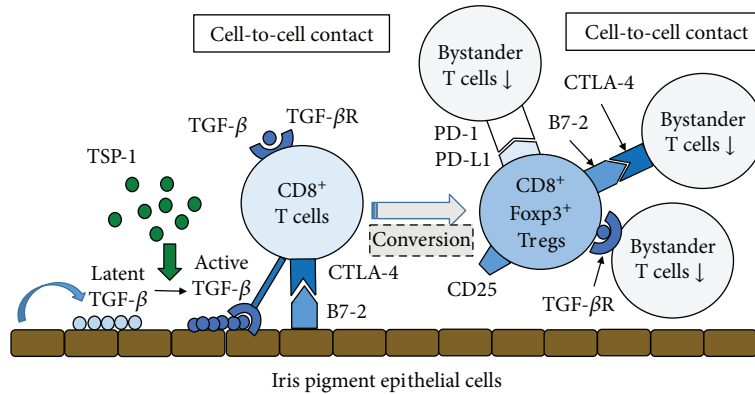 Cell-to-cell contact
TGF-β
TGF-βR
TSP-1
CD8+
T cells
Latent
TGF-β
Active
TGF-β
CTLA-4
B7-2
Conversion
Bystander
T cells ↓
PD-1
PD-L1
CD8+
Foxp3+
Tregs
CD25
Cell-to-cell contact
CTLA-4
B7-2
Bystander
T cells ↓
Bystander
T cells ↓
TGF-βR
Iris pigment epithelial cells